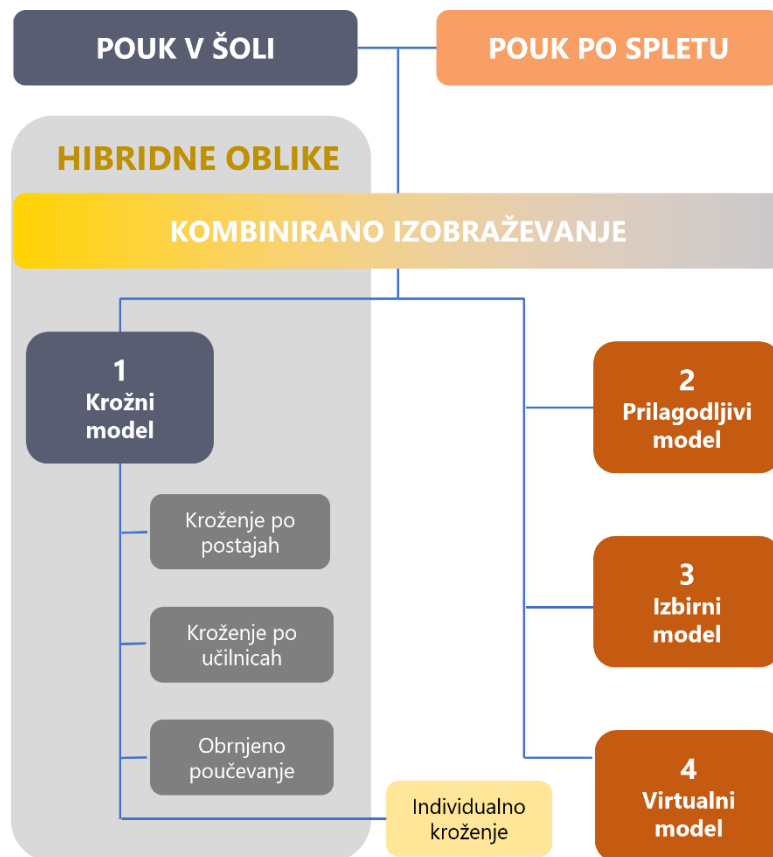 POUK V ŠOLI
POUK PO SPLETU
HIBRIDNE OBLIKE
KOMBINIRANO IZOBRAŽEVANJE
1
Krožni
model
2
Prilagodljivi
model
Kroženje po
postajah
3
Izbirni
model
Kroženje po
učilnicah
Obrnjeno
poučevanje
4
Virtualni
model
Individualno
kroženje